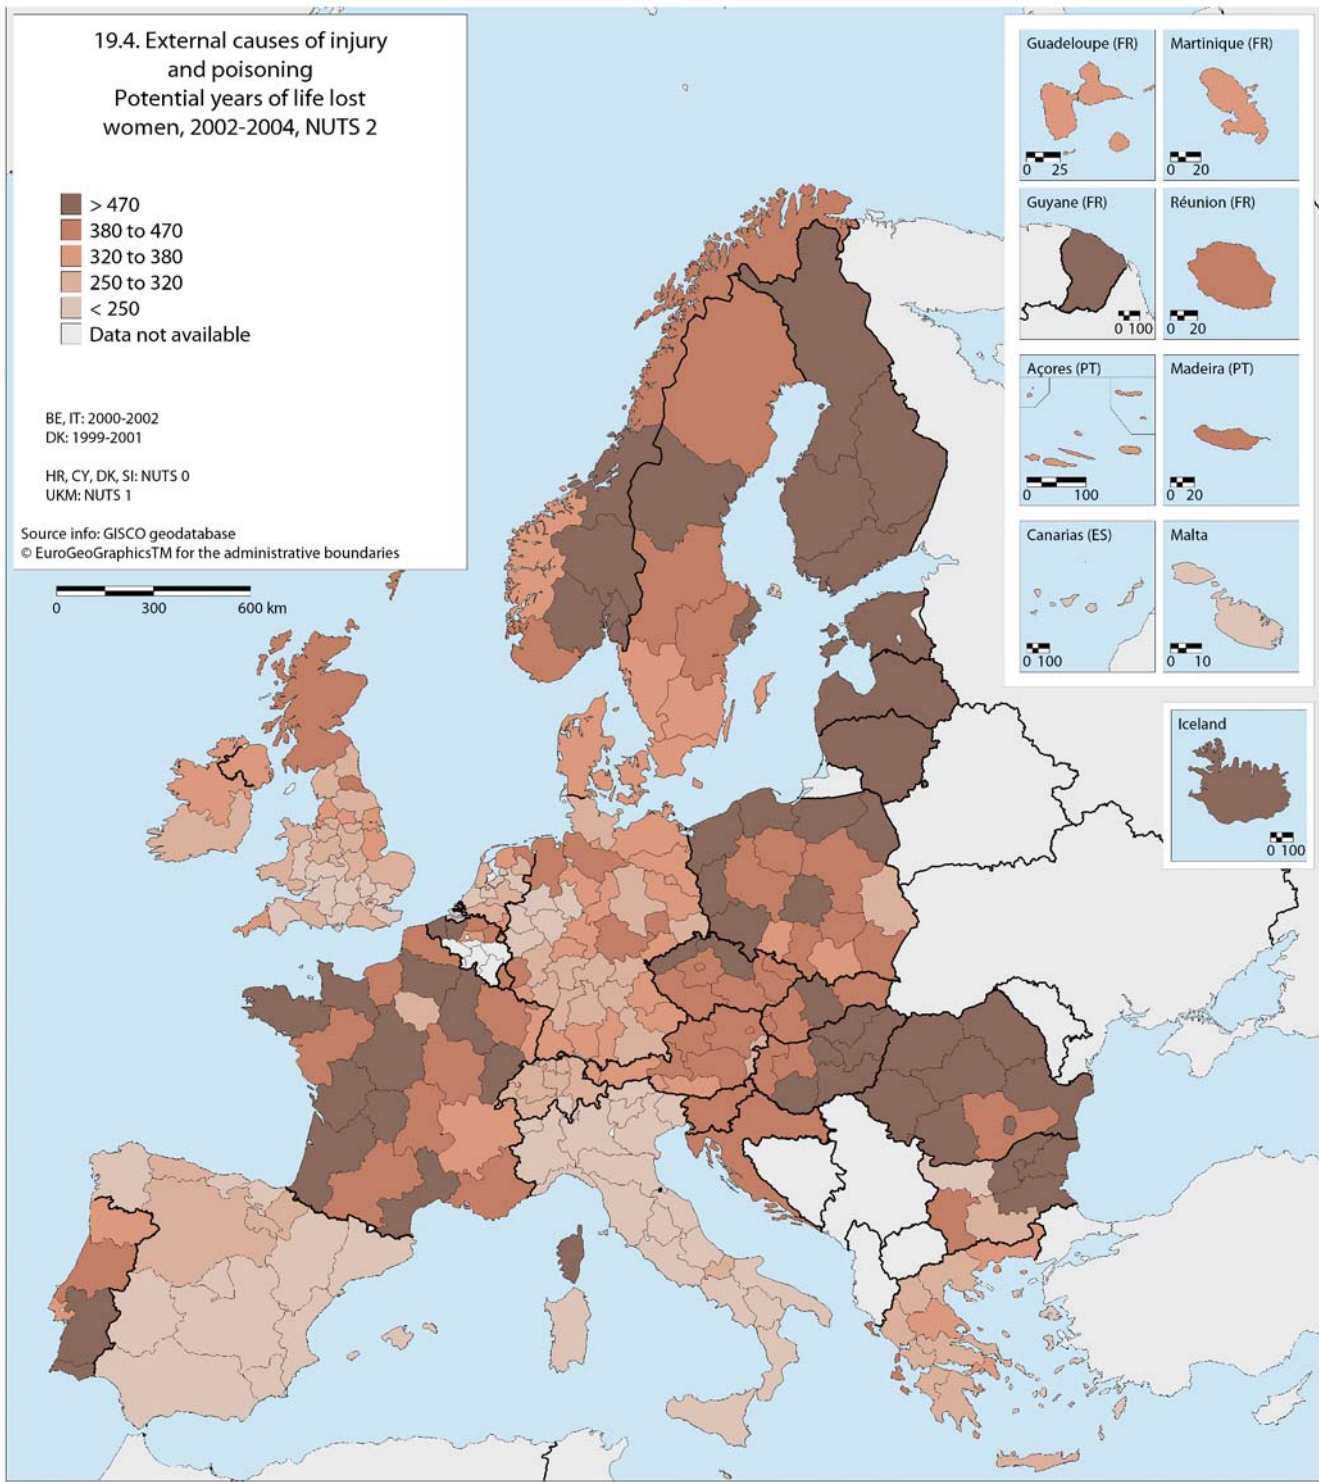 19.4. External causes of injury
and poisoning
Potential years of life lost
women, 2002-2004, NUTS 2
> 470
380 to 470
320 to 380
250 to 320
< 250
Data not available
BE, IT: 2000-2002
DK: 1999-2001
HR, CY, DK, SI: NUTS 0
UKM: NUTS 1
Source info: GISCO geodatabase
© EuroGeoGraphicsTM for the administrative boundaries
0 300 600 km
Guadeloupe (FR)
0 25
Martinique (FR)
0 20
Guyane (FR)
0 100
Réunion (FR)
0 20
Açores (PT)
0 100
Madeira (PT)
0 20
Canarias (ES)
0 100
Malta
0 10
Iceland
0 100